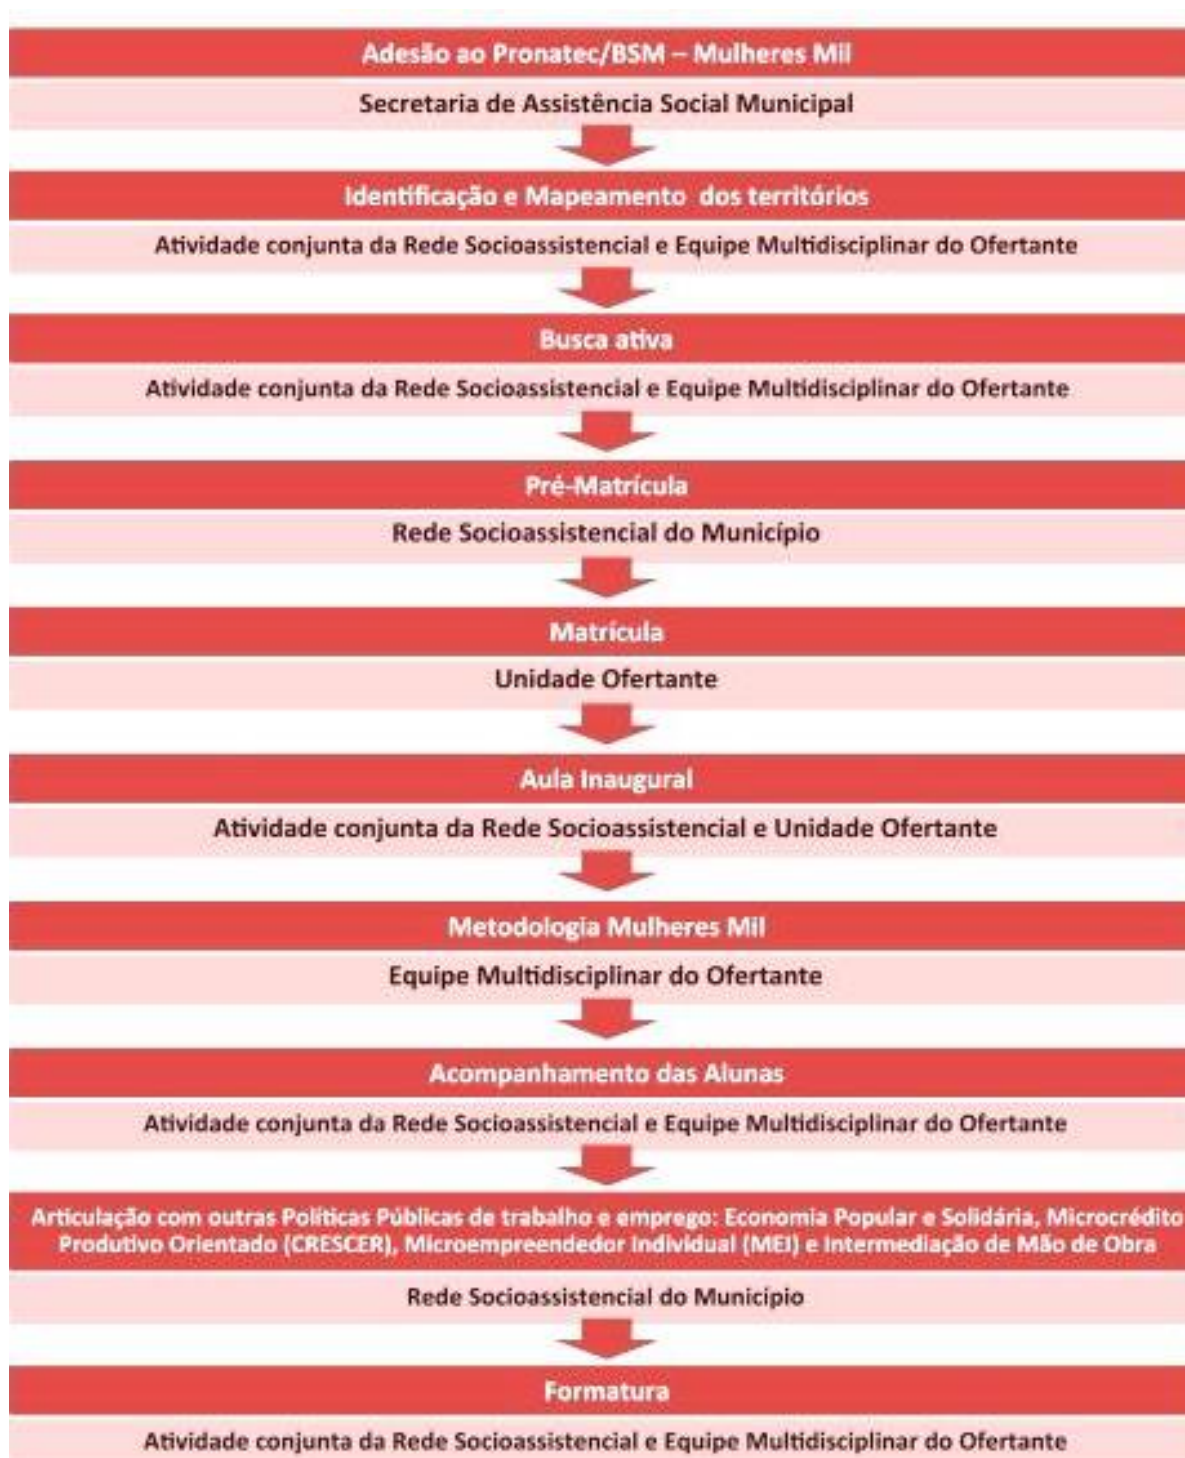 Adesão ao Pronatec/BSM – Mulheres Mil
Secretaria de Assistência Social Municipal
Identificação e Mapeamento dos territórios
Atividade conjunta da Rede Socioassistencial e Equipe Multidisciplinar do Ofertante
Busca ativa
Atividade conjunta da Rede Socioassistencial e Equipe Multidisciplinar do Ofertante
Pré-Matrícula
Rede Socioassistencial do Município
Matrícula
Unidade Ofertante
Aula Inaugural
Atividade conjunta da Rede Socioassistencial e Unidade Ofertante
Metodologia Mulheres Mil
Equipe Multidisciplinar do Ofertante
Acompanhamento das Alunas
Atividade conjunta da Rede Socioassistencial e Equipe Multidisciplinar do Ofertante
Articulação com outras Políticas Públicas de trabalho e emprego: Economia Popular e Solidária, Microcrédito
Produtivo Orientado (CRESCER), Microempreendedor Individual (MEI) e Intermediação de Mão de Obra
Rede Socioassistencial do Município
Formatura
Atividade conjunta da Rede Socioassistencial e Equipe Multidisciplinar do Ofertante